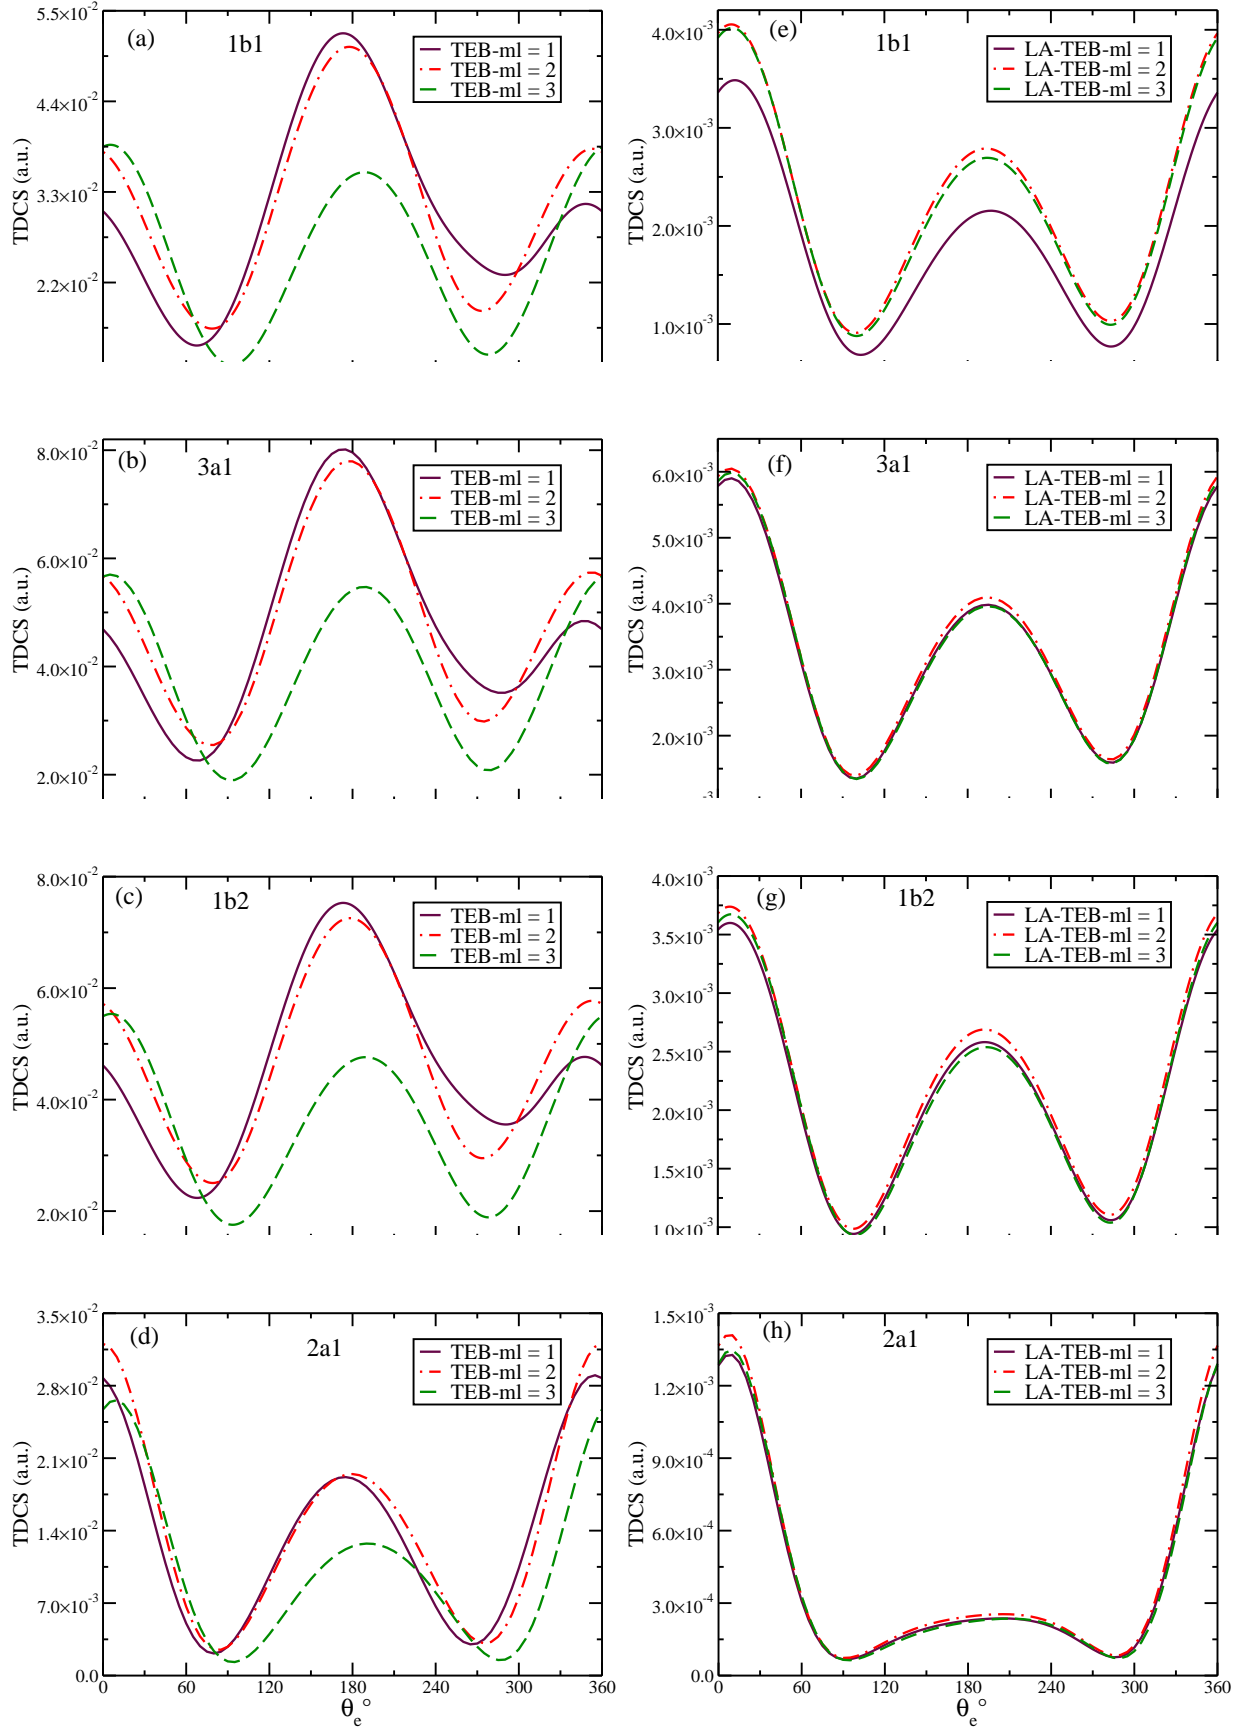 (a)
1b1
TEB-ml = 1
TEB-ml = 2
TEB-ml = 3
5.5×10⁻²
4.4×10⁻²
3.3×10⁻²
2.2×10⁻²
TDCS (a.u.)
(e)
1b1
LA-TEB-ml = 1
LA-TEB-ml = 2
LA-TEB-ml = 3
4.0×10⁻³
3.0×10⁻³
2.0×10⁻³
1.0×10⁻³
TDCS (a.u.)
(b)
3a1
TEB-ml = 1
TEB-ml = 2
TEB-ml = 3
8.0×10⁻²
6.0×10⁻²
4.0×10⁻²
2.0×10⁻²
TDCS (a.u.)
(f)
3a1
LA-TEB-ml = 1
LA-TEB-ml = 2
LA-TEB-ml = 3
6.0×10⁻³
5.0×10⁻³
4.0×10⁻³
3.0×10⁻³
2.0×10⁻³
TDCS (a.u.)
(c)
1b2
TEB-ml = 1
TEB-ml = 2
TEB-ml = 3
8.0×10⁻²
6.0×10⁻²
4.0×10⁻²
2.0×10⁻²
TDCS (a.u.)
(g)
1b2
LA-TEB-ml = 1
LA-TEB-ml = 2
LA-TEB-ml = 3
4.0×10⁻³
3.5×10⁻³
3.0×10⁻³
2.5×10⁻³
2.0×10⁻³
1.5×10⁻³
1.0×10⁻³
TDCS (a.u.)
(d)
2a1
TEB-ml = 1
TEB-ml = 2
TEB-ml = 3
3.5×10⁻²
2.8×10⁻²
2.1×10⁻²
1.4×10⁻²
7.0×10⁻³
0.0
TDCS (a.u.)
0 60 120 180 240 300 360
θₑ°
(h)
2a1
LA-TEB-ml = 1
LA-TEB-ml = 2
LA-TEB-ml = 3
1.5×10⁻³
1.2×10⁻³
9.0×10⁻⁴
6.0×10⁻⁴
3.0×10⁻⁴
0.0
TDCS (a.u.)
0 60 120 180 240 300 360
θₑ°